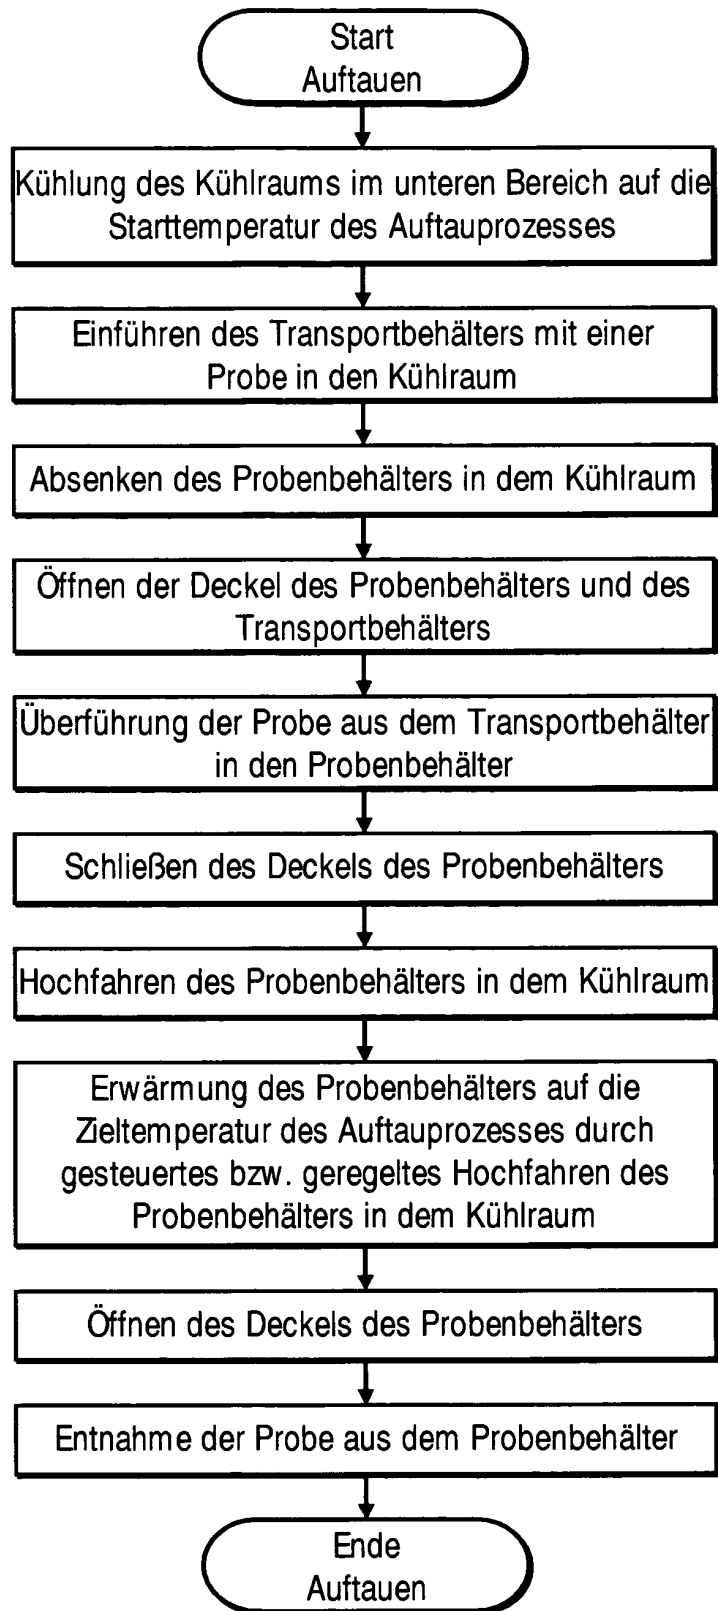 Start
Auftauen
Kühlung des Kühlraums im unteren Bereich auf die
Starttemperatur des Auftauprozesses
Einführen des Transportbehälters mit einer
Probe in den Kühlraum
Absenken des Probenbehälters in dem Kühlraum
Öffnen der Deckel des Probenbehälters und des
Transportbehälters
Überführung der Probe aus dem Transportbehälter
in den Probenbehälter
Schließen des Deckels des Probenbehälters
Hochfahren des Probenbehälters in dem Kühlraum
Erwärmung des Probenbehälters auf die
Zieltemperatur des Auftauprozesses durch
gesteuertes bzw. geregeltes Hochfahren des
Probenbehälters in dem Kühlraum
Öffnen des Deckels des Probenbehälters
Entnahme der Probe aus dem Probenbehälter
Ende
Auftauen